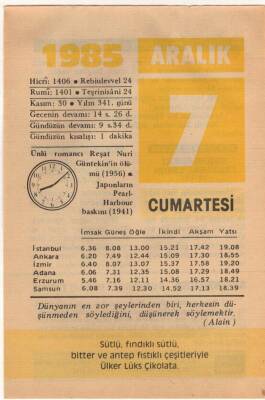 1985 ARALIK
Hicrî: 1406 ● Rebiulevvel 24
Rumî: 1401 ● Teşrinisâni 24
Kasım: 30 ● Yılın 341. günü
Gecenin devamı: 14 s. 26 d.
Gündüzün devamı: 9 s.34 d.
Gündüzün kısalışı: 1 dakika
7
CUMARTESİ
Ünlü romancı Reşat Nuri
Güntekin'in ölü-
mü (1956) ●
Japonların
Pearl-
Harbour
baskını (1941)
İmsak Güneş Öğle İkindi Akşam Yatsı
İstanbul 6.36 8.08 13.00 15.21 17.42 19.08
Ankara 6.20 7.49 12.44 15.09 17.30 18.55
İzmir 6.40 8.07 13.07 15.37 17.58 19.20
Adana 6.06 7.31 12.35 15.08 17.29 18.49
Erzurum 5.46 7.16 12.11 14.36 16.57 18.21
Samsun 6.08 7.39 12.30 14.52 17.13 18.39
Dünyanın en zor şeylerinden biri, herkesin dü-
şünmeden söylediğini, düşünerek söylemektir.
(Alain)
Sütlü, fındıklı sütlü,
bitter ve antep fıstıklı çeşitleriyle
Ülker Lüks Çikolata.